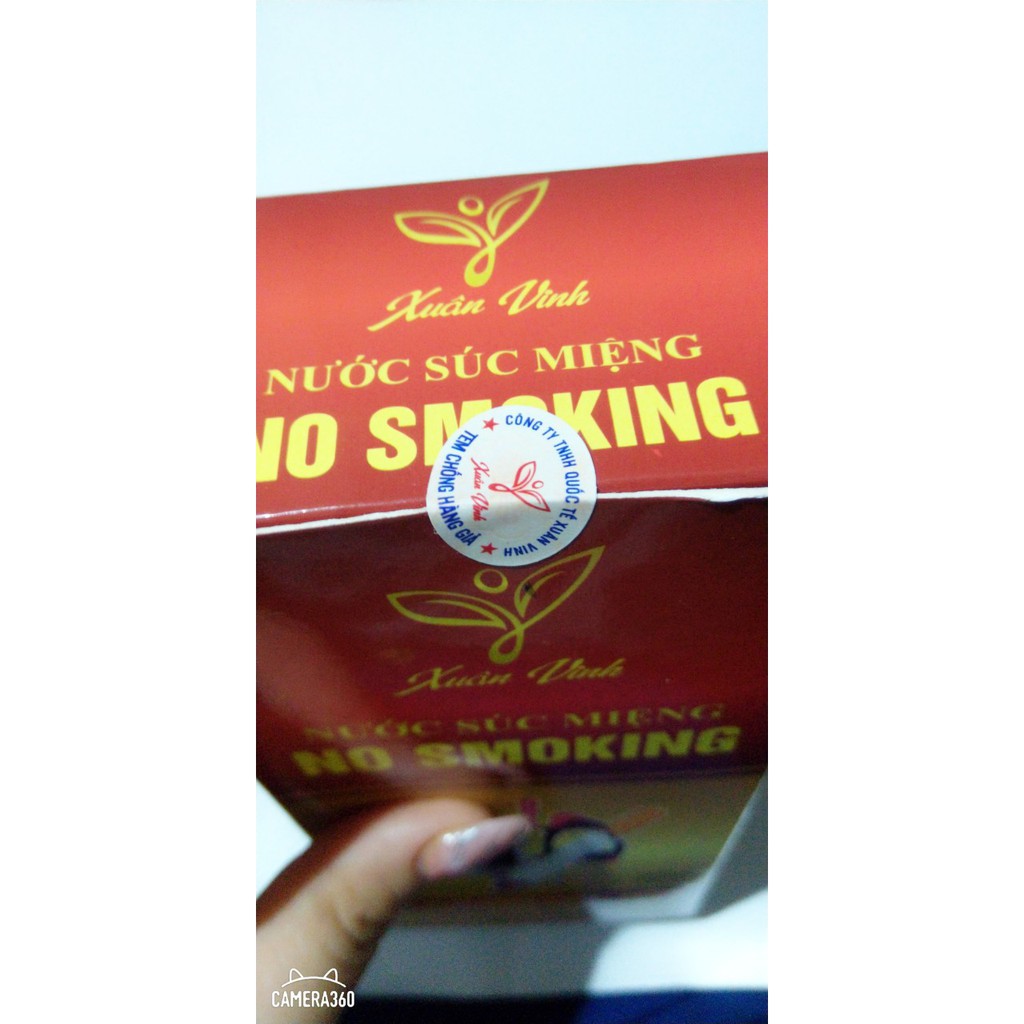 Xuân Vinh
NƯỚC SÚC MIỆNG
NO SMOKING
CÔNG TY TNHH QUỐC TẾ XUÂN VINH
Xuân Vinh
TEM CHỐNG HÀNG GIẢ
Xuân Vinh
NƯỚC SÚC MIỆNG
NO SMOKING
CAMERA360